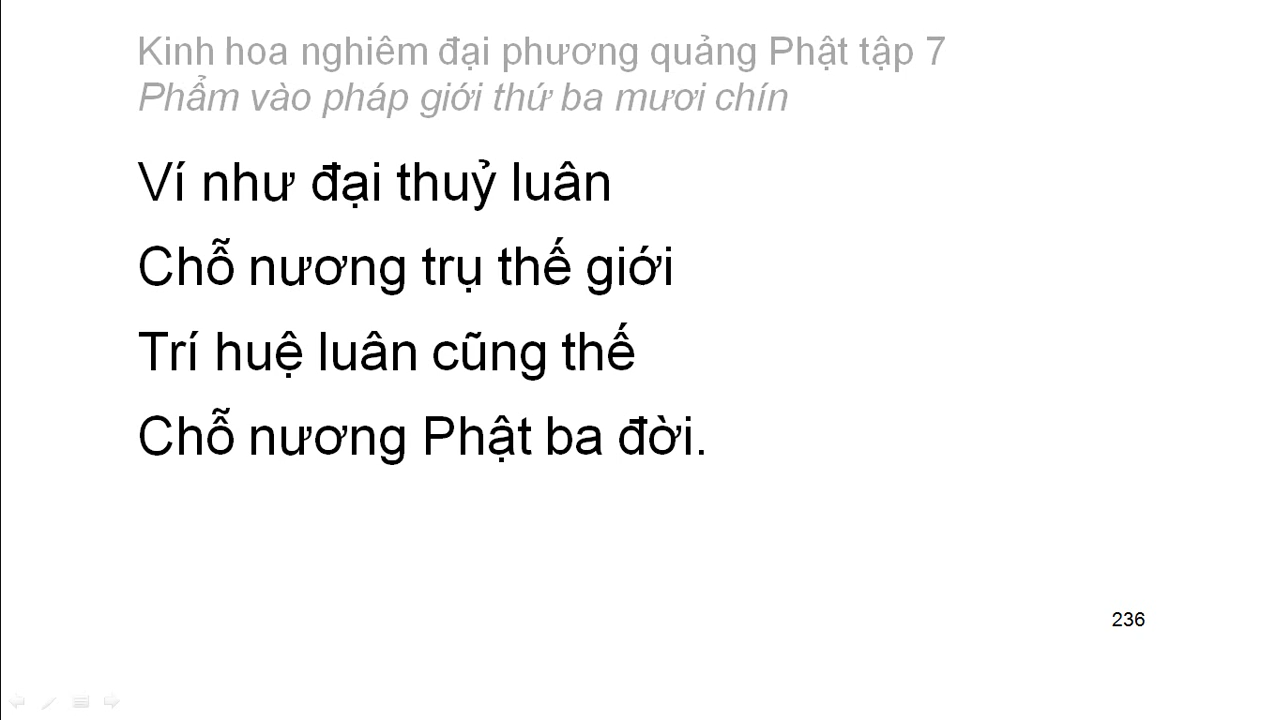 Kinh hoa nghiêm đại phương quảng Phật tập 7
Phẩm vào pháp giới thứ ba mươi chín
Ví như đại thuỷ luân
Chỗ nương trụ thế giới
Trí huệ luân cũng thế
Chỗ nương Phật ba đời.
236